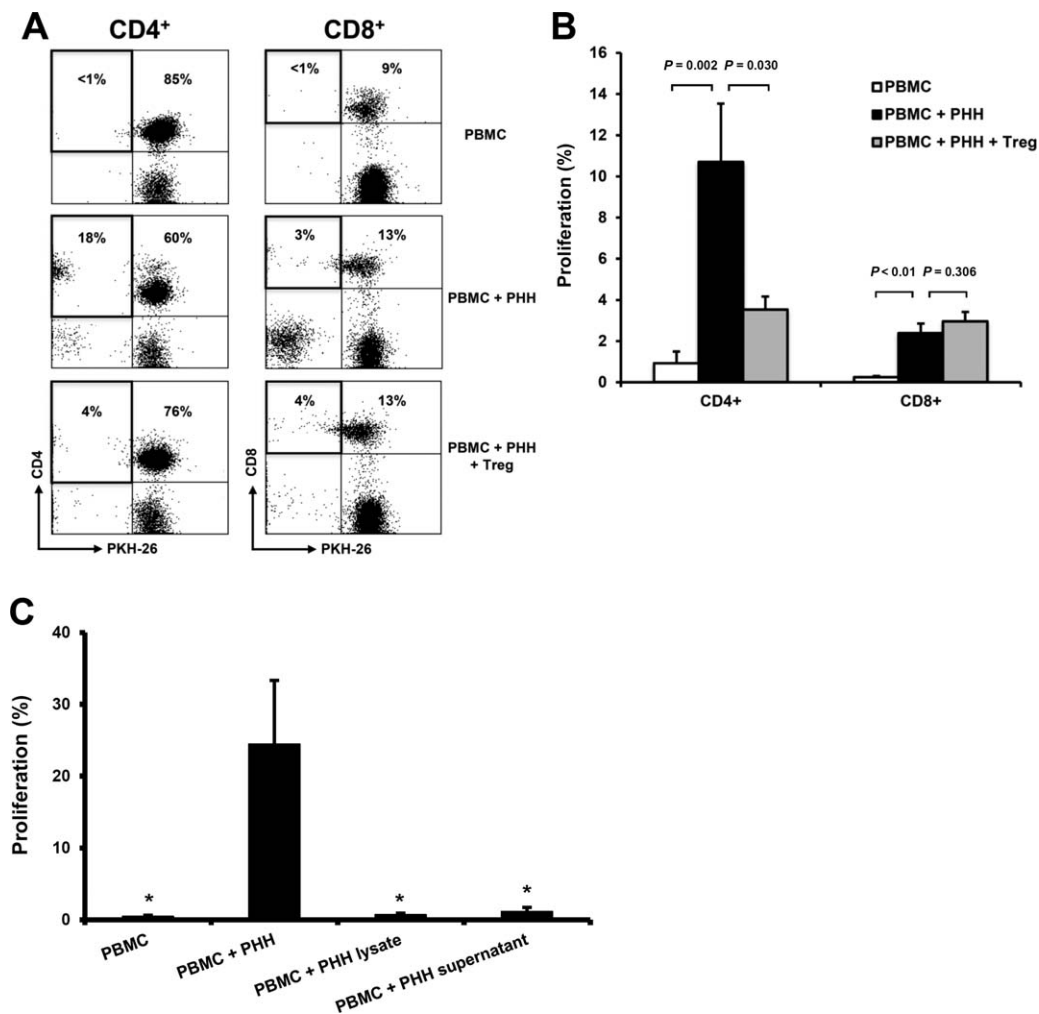 A
CD4+
CD8+
<1%
85%
<1%
9%
PBMC
18%
60%
3%
13%
PBMC + PHH
4%
76%
4%
13%
PBMC + PHH
+ Treg
CD4
PKH-26
CD8
PKH-26
B
16
14
12
10
8
6
4
2
0
Proliferation (%)
P = 0.002
P = 0.030
P < 0.01
P = 0.306
PBMC
PBMC + PHH
PBMC + PHH + Treg
CD4+
CD8+
C
40
30
20
10
0
Proliferation (%)
*
*
*
PBMC
PBMC + PHH
PBMC + PHH lysate
PBMC + PHH supernatant